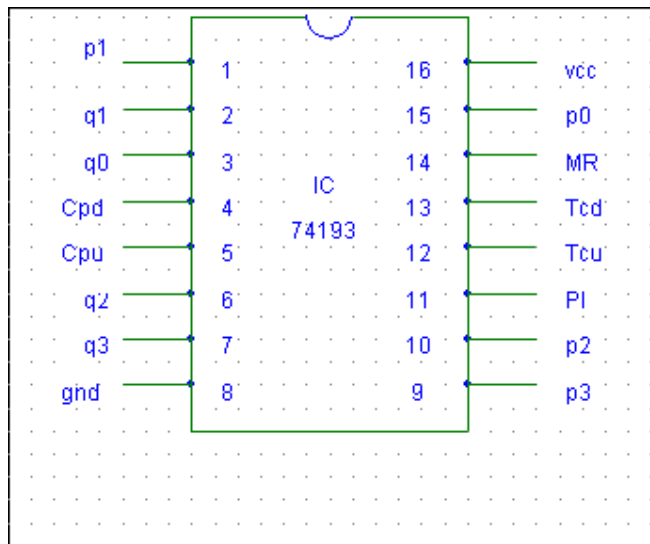 p1 1 16 vcc
q1 2 15 p0
q0 3 14 MR
IC
Cpd 4 13 Tcd
74193
Cpu 5 12 Tcu
q2 6 11 Pl
q3 7 10 p2
gnd 8 9 p3